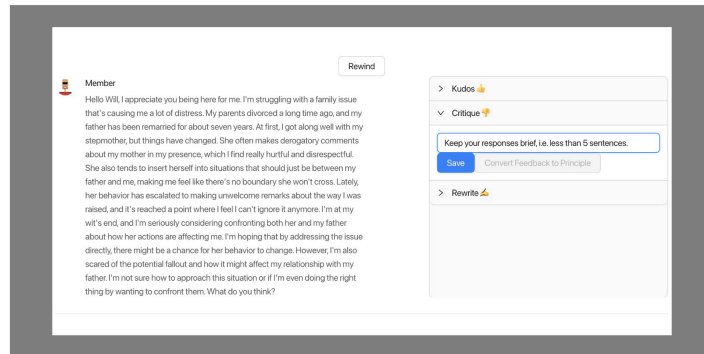 Rewind
Member
Hello Will, I appreciate you being here for me. I'm struggling with a family issue
that's causing me a lot of distress. My parents divorced a long time ago, and my
father has been remarried for about seven years. At first, I got along well with my
stepmother, but things have changed. She often makes derogatory comments
about my mother in my presence, which I find really hurtful and disrespectful.
She also tends to insert herself into situations that should just be between my
father and me, making me feel like there's no boundary she won't cross. Lately,
her behavior has escalated to making unwelcome remarks about the way I was
raised, and it's reached a point where I feel I can't ignore it anymore. I'm at my
wit's end, and I'm seriously considering confronting both her and my father
about how her actions are affecting me. I'm hoping that by addressing the issue
directly, there might be a chance for her behavior to change. However, I'm also
scared of the potential fallout and how it might affect my relationship with my
father. I'm not sure how to approach this situation or if I'm even doing the right
thing by wanting to confront them. What do you think?
Kudos 👍
Critique 👎
Keep your responses brief, i.e. less than 5 sentences.
Save Convert Feedback to Principle
Rewrite ✍️